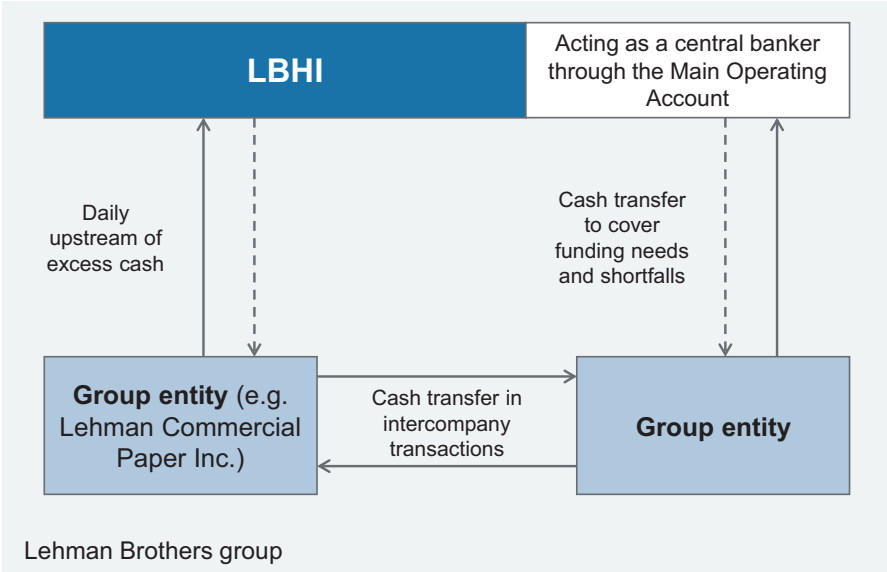 LBHI
Acting as a central banker
through the Main Operating
Account
Daily
upstream of
excess cash
Cash transfer
to cover
funding needs
and shortfalls
Group entity (e.g.
Lehman Commercial
Paper Inc.)
Cash transfer in
intercompany
transactions
Group entity
Lehman Brothers group